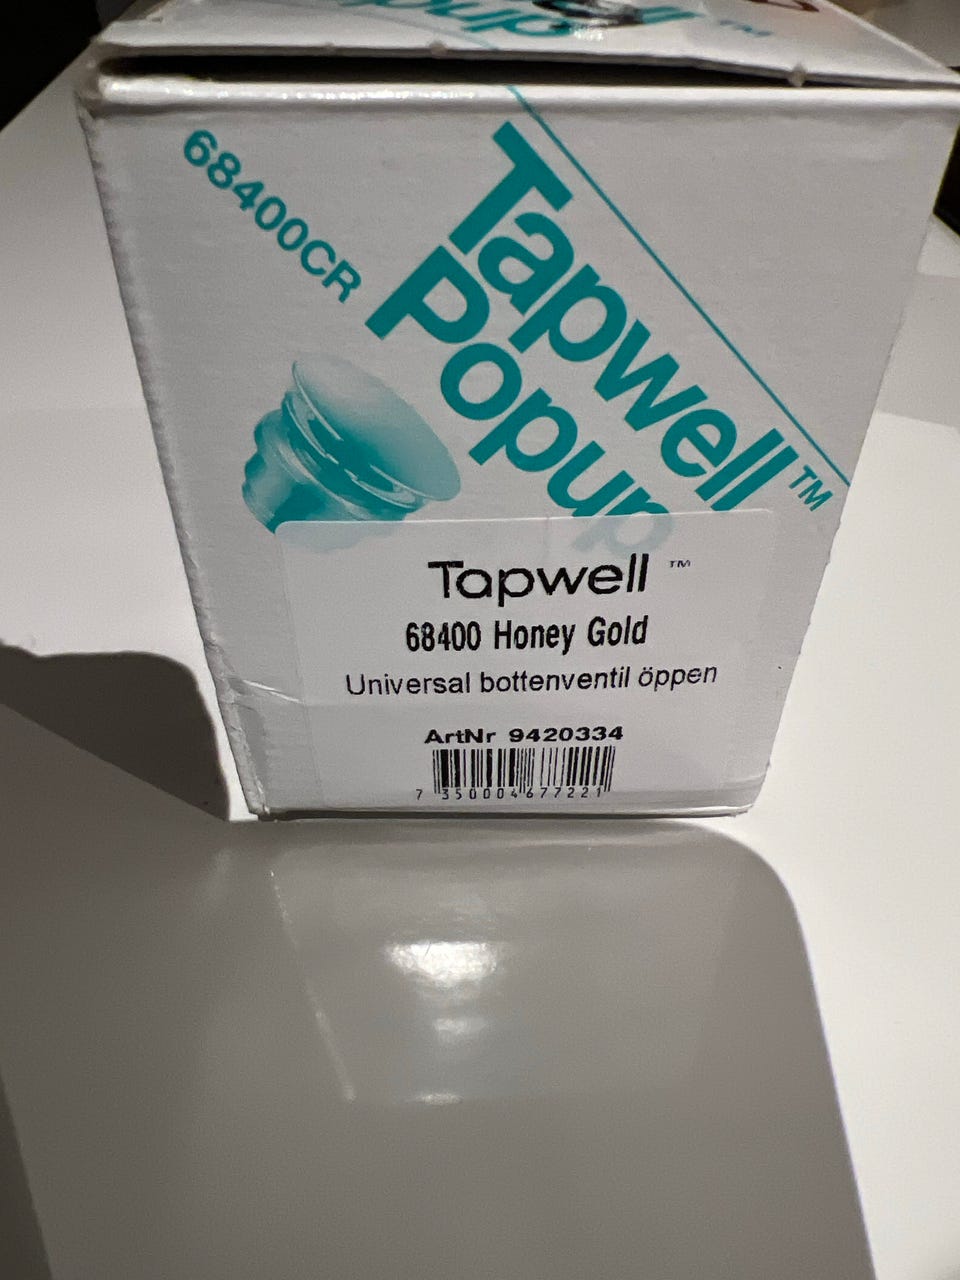 68400CR
Tapwell™
Popup
Tapwell™
68400 Honey Gold
Universal bottenventil öppen
ArtNr 9420334
7 350004 677221